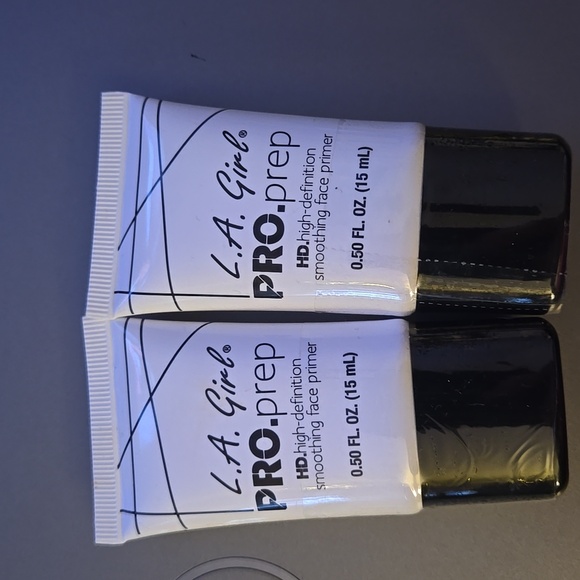 L.A. Girl®
PRO.prep
HD.high-definition
smoothing face primer
0.50 FL. OZ. (15 mL)
L.A. Girl®
PRO.prep
HD.high-definition
smoothing face primer
0.50 FL. OZ. (15 mL)